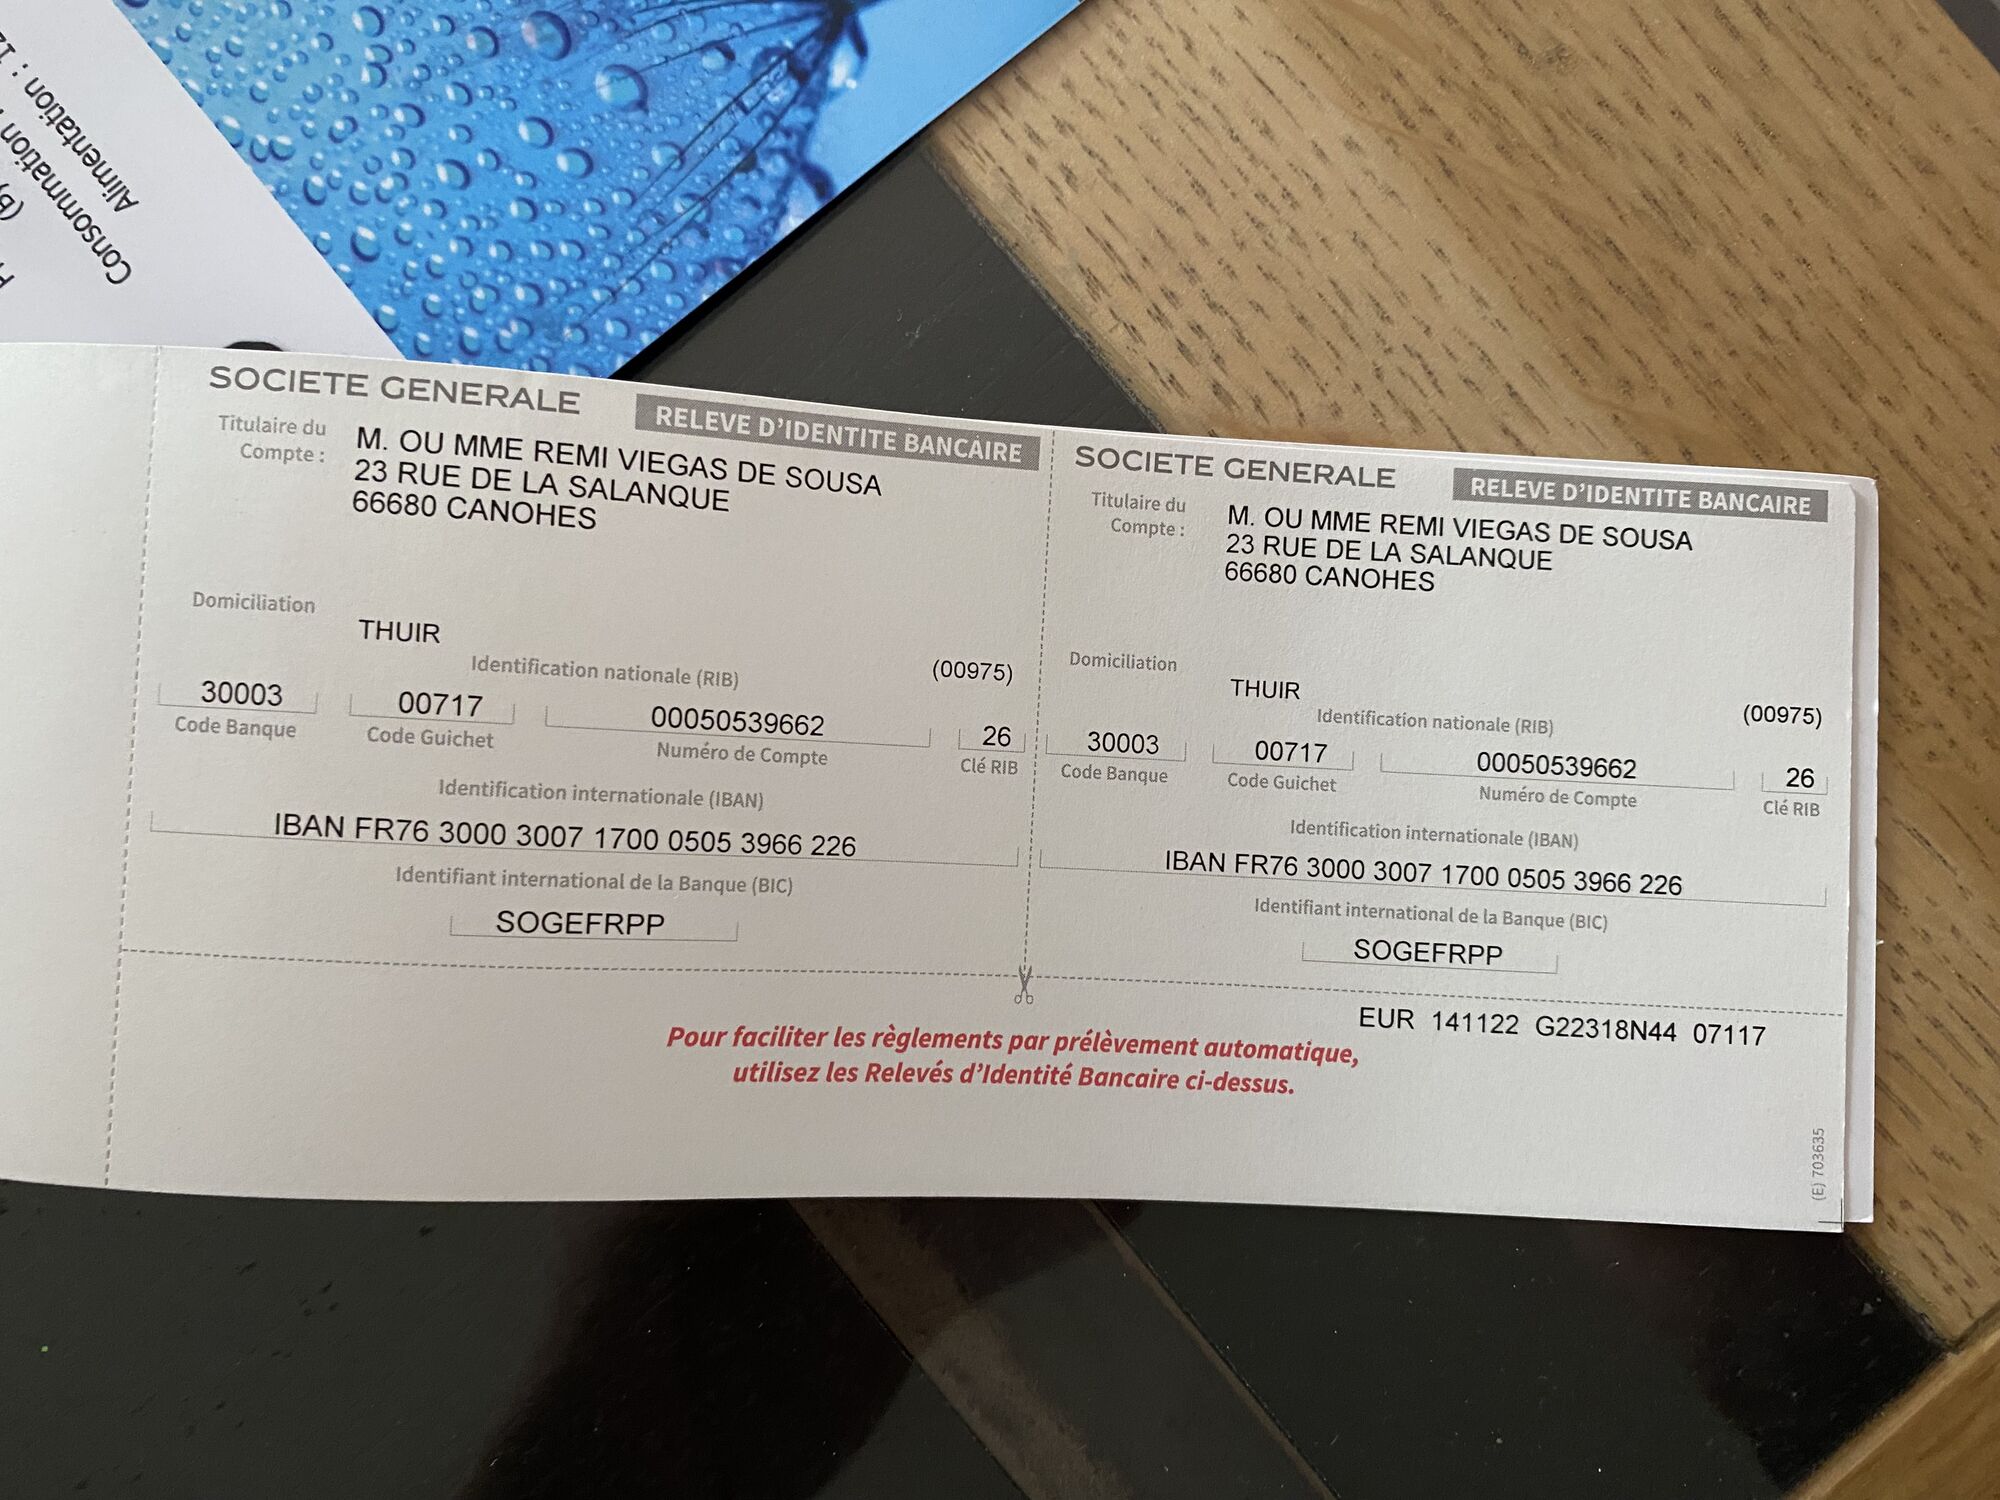 Alimentation : 12
Consommation
(B)
SOCIETE GENERALE
RELEVE D'IDENTITE BANCAIRE
Titulaire du
Compte :
M. OU MME REMI VIEGAS DE SOUSA
23 RUE DE LA SALANQUE
66680 CANOHES
Domiciliation
THUIR
Identification nationale (RIB)
(00975)
30003 00717 00050539662 26
Code Banque Code Guichet Numéro de Compte Clé RIB
Identification internationale (IBAN)
IBAN FR76 3000 3007 1700 0505 3966 226
Identifiant international de la Banque (BIC)
SOGEFRPP
SOCIETE GENERALE
RELEVE D'IDENTITE BANCAIRE
Titulaire du
Compte :
M. OU MME REMI VIEGAS DE SOUSA
23 RUE DE LA SALANQUE
66680 CANOHES
Domiciliation
THUIR
Identification nationale (RIB)
(00975)
30003 00717 00050539662 26
Code Banque Code Guichet Numéro de Compte Clé RIB
Identification internationale (IBAN)
IBAN FR76 3000 3007 1700 0505 3966 226
Identifiant international de la Banque (BIC)
SOGEFRPP
EUR 141122 G22318N44 07117
Pour faciliter les règlements par prélèvement automatique,
utilisez les Relevés d'Identité Bancaire ci-dessus.
(E) 703635